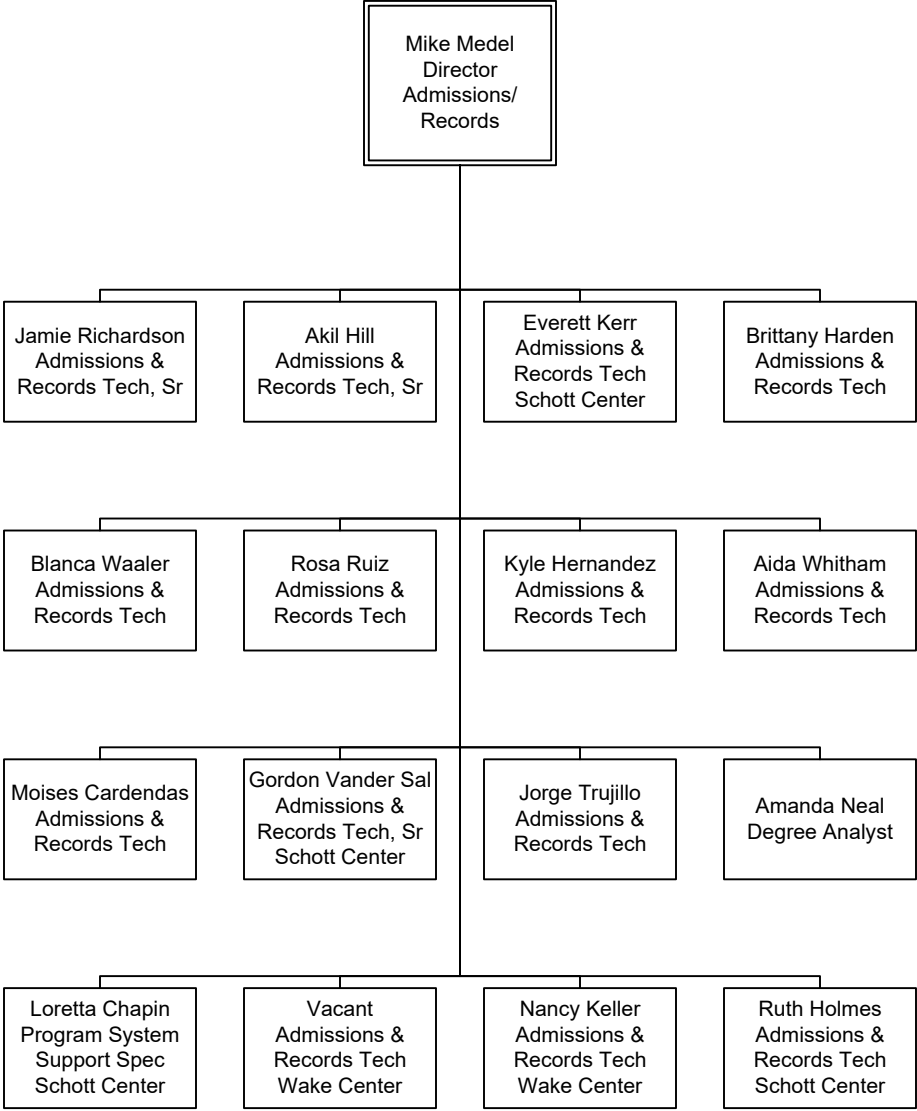 Mike Medel
Director
Admissions/
Records
Jamie Richardson
Admissions &
Records Tech, Sr
Akil Hill
Admissions &
Records Tech, Sr
Everett Kerr
Admissions &
Records Tech
Schott Center
Brittany Harden
Admissions &
Records Tech
Blanca Waaler
Admissions &
Records Tech
Rosa Ruiz
Admissions &
Records Tech
Kyle Hernandez
Admissions &
Records Tech
Aida Whitham
Admissions &
Records Tech
Moises Cardendas
Admissions &
Records Tech
Gordon Vander Sal
Admissions &
Records Tech, Sr
Schott Center
Jorge Trujillo
Admissions &
Records Tech
Amanda Neal
Degree Analyst
Loretta Chapin
Program System
Support Spec
Schott Center
Vacant
Admissions &
Records Tech
Wake Center
Nancy Keller
Admissions &
Records Tech
Wake Center
Ruth Holmes
Admissions &
Records Tech
Schott Center